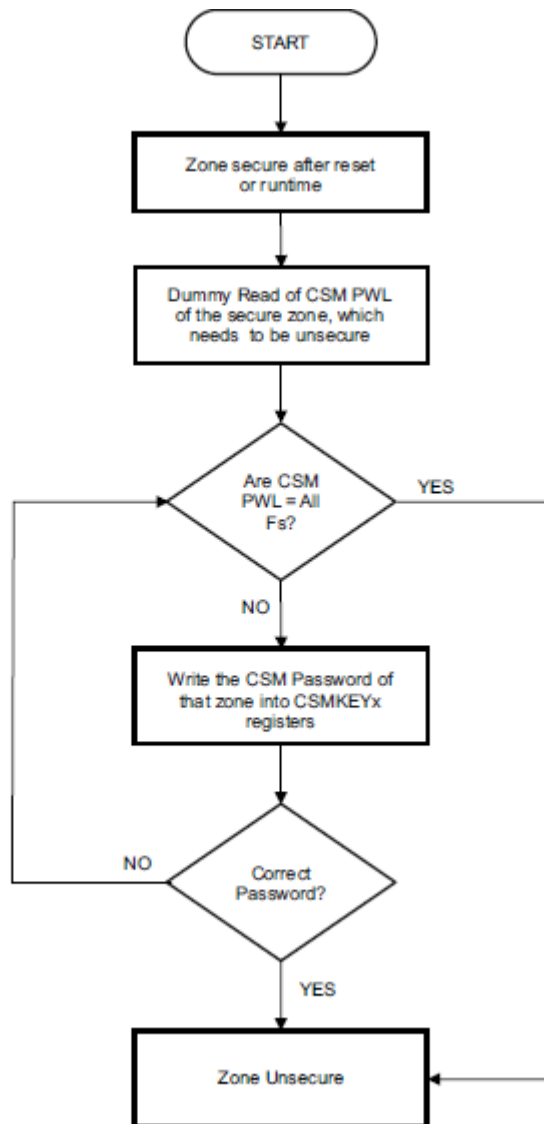 START
Zone secure after reset
or runtime
Dummy Read of CSM PWL
of the secure zone, which
needs to be unsecure
Are CSM
PWL = All
Fs?
YES
NO
Write the CSM Password of
that zone into CSMKEYx
registers
NO
Correct
Password?
YES
Zone Unsecure